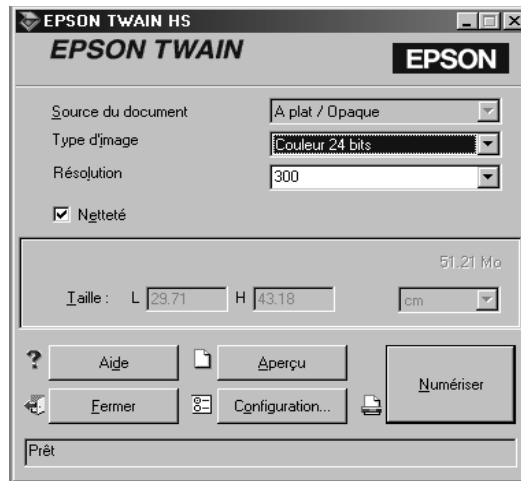 EPSON TWAIN HS
EPSON TWAIN
EPSON
Source du document A plat / Opaque
Type d'image Couleur 24 bits
Résolution 300
Netteté
51.21 Mo
Taille : L 29.71 H 43.18 cm
? Aide Aperçu
Numériser
Fermer Configuration...
Prêt